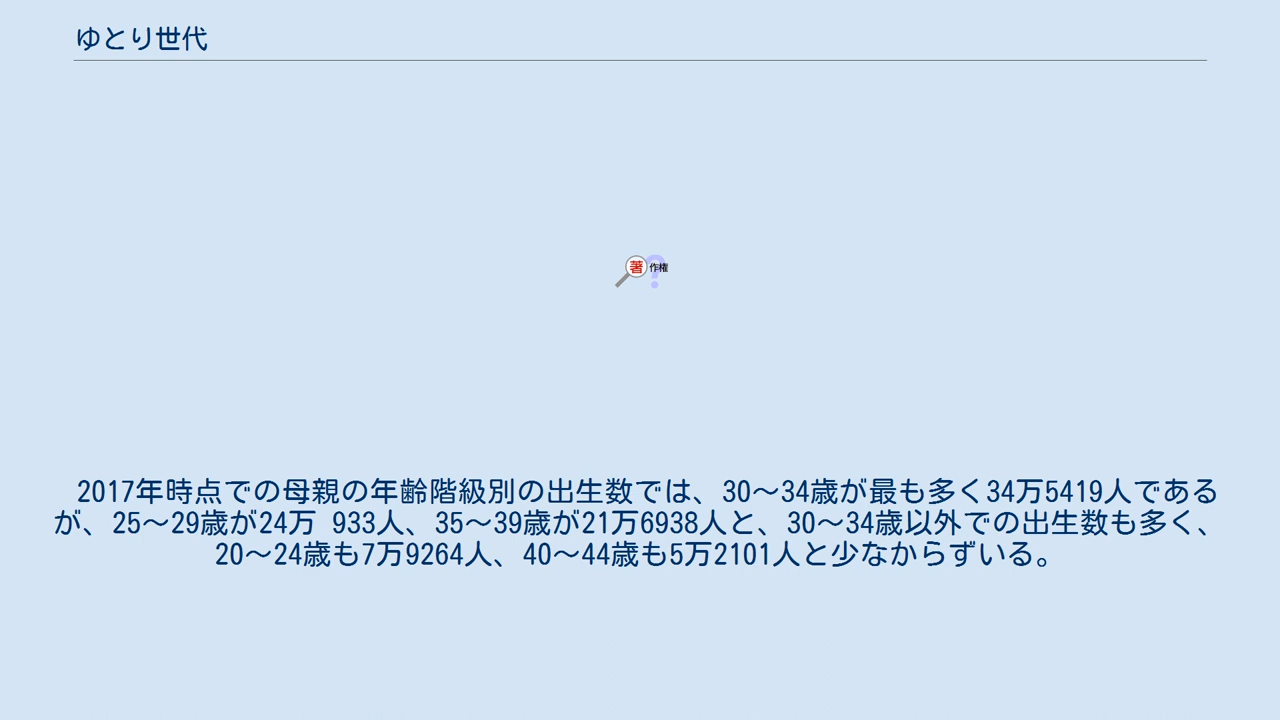 ゆとり世代
著作権
2017年時点での母親の年齢階級別の出生数では、30～34歳が最も多く34万5419人である
が、25～29歳が24万 933人、35～39歳が21万6938人と、30～34歳以外での出生数も多く、
20～24歳も7万9264人、40～44歳も5万2101人と少なからずいる。